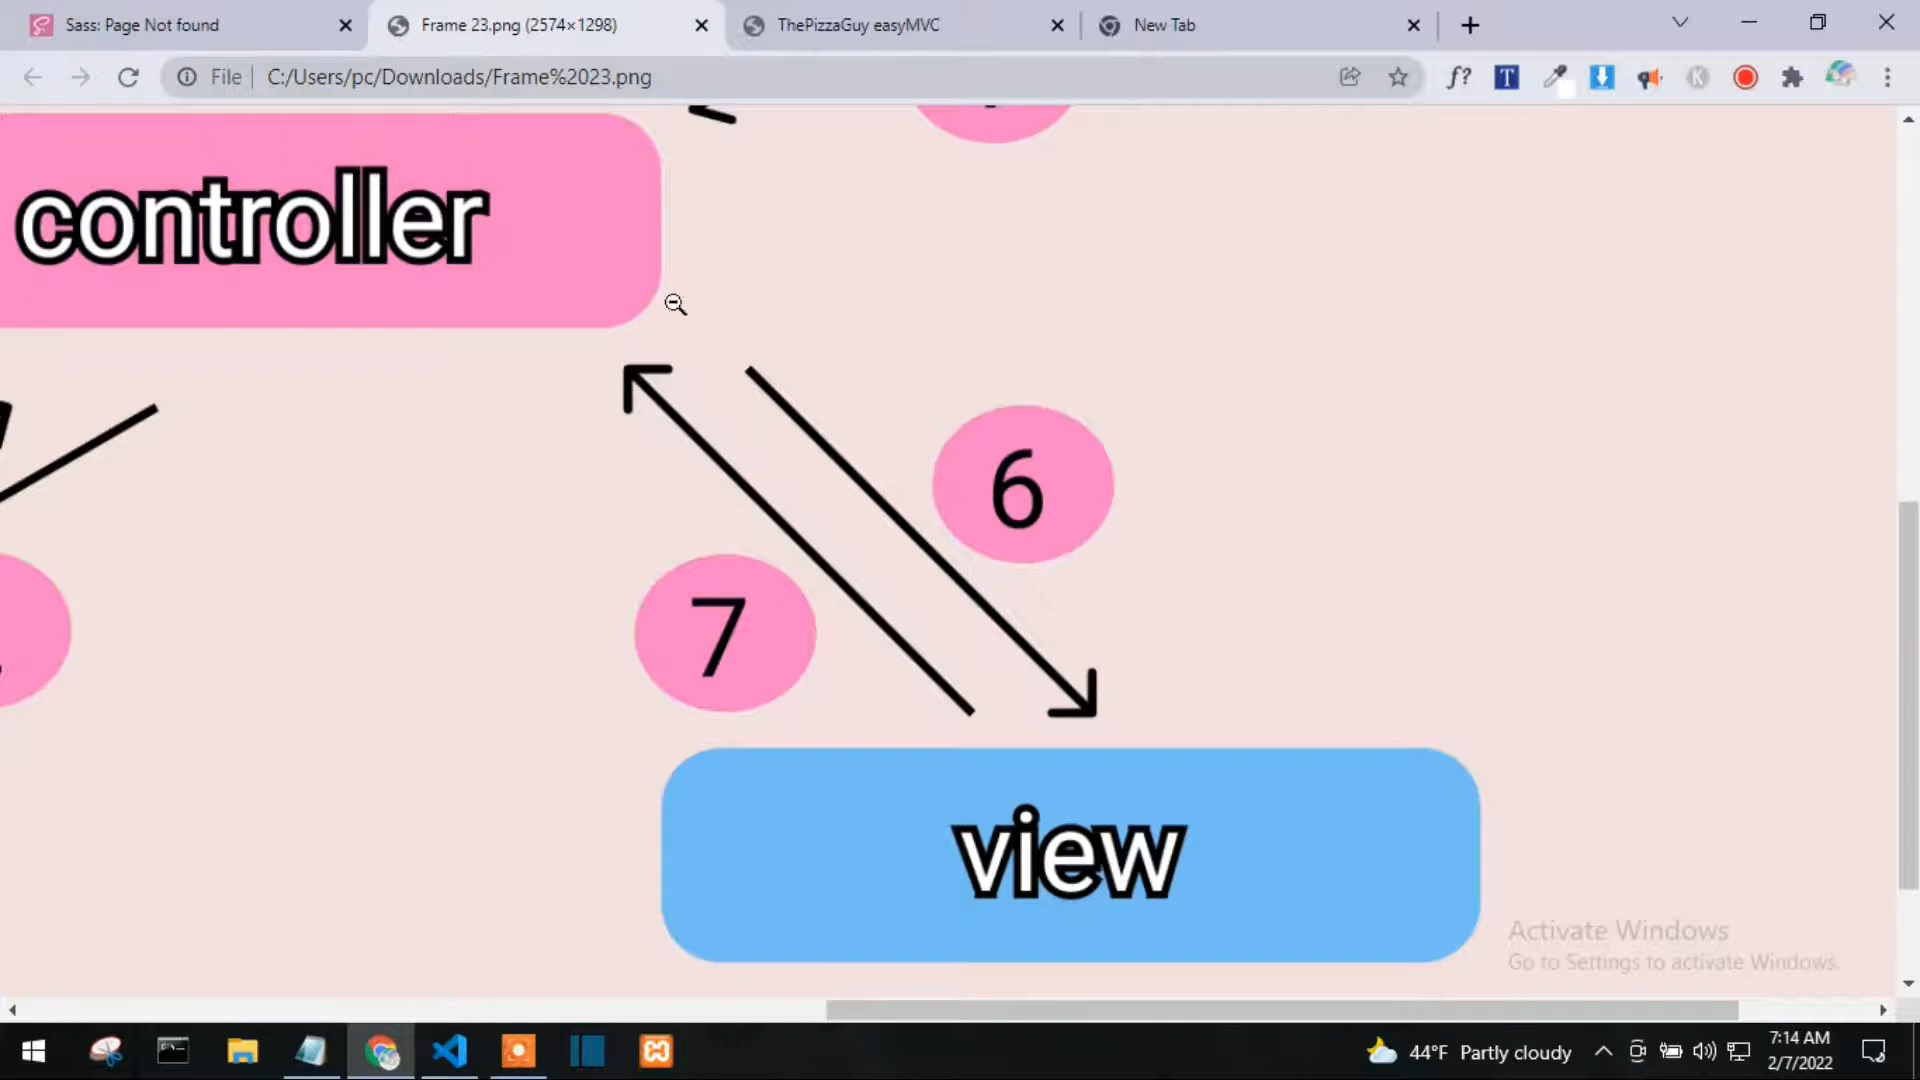 Sass: Page Not found
Frame 23.png (2574×1298)
ThePizzaGuy easyMVC
New Tab
File
C:/Users/pc/Downloads/Frame%2023.png
f?
T
K
controller
6
7
view
Activate Windows
Go to Settings to activate Windows.
44°F Partly cloudy
7:14 AM
2/7/2022